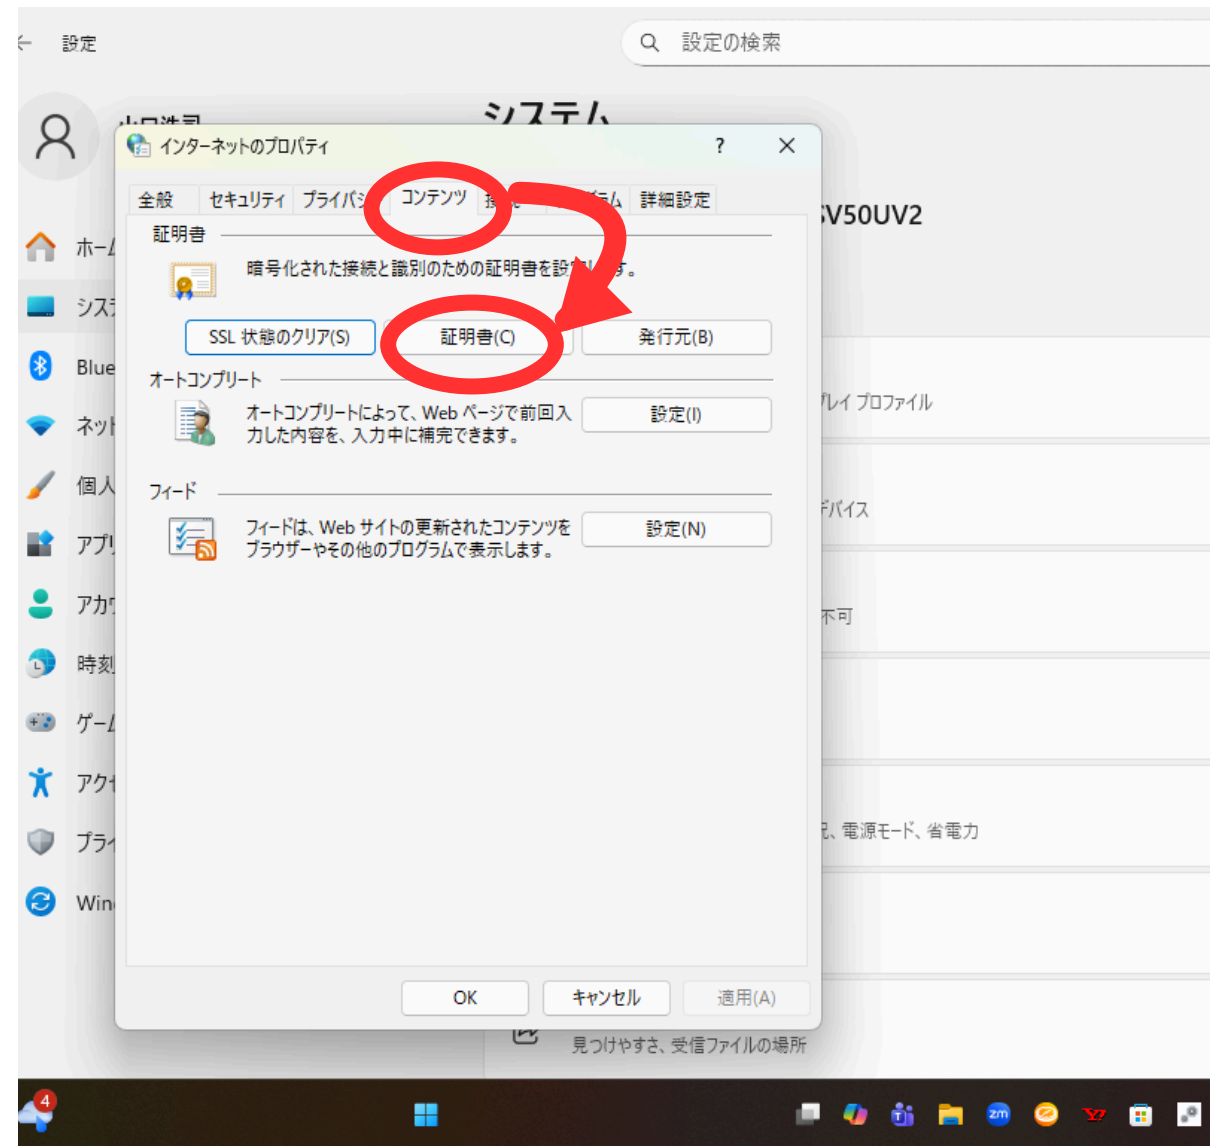 設定
設定の検索
システム
インターネットのプロパティ
?
全般
セキュリティ
コンテンツ
詳細設定
SV50UV2
証明書
ホーム
暗号化された接続と識別のための証明書を設定します。
SSL 状態のクリア(S)
証明書(C)
発行元(B)
Blue
オートコンプリート
オートコンプリートによって、Web ページで前回入
力した内容を、入力中に補完できます。
設定(I)
プレイ プロファイル
ネット
個人
フィード
デバイス
フィードは、Web サイトの更新されたコンテンツを
ブラウザーやその他のプログラムで表示します。
設定(N)
アプリ
アカウ
不可
時刻
ゲーム
アクセ
、電源モード、省電力
プライ
Win
OK
キャンセル
適用(A)
見つけやすさ、受信ファイルの場所
4
zm